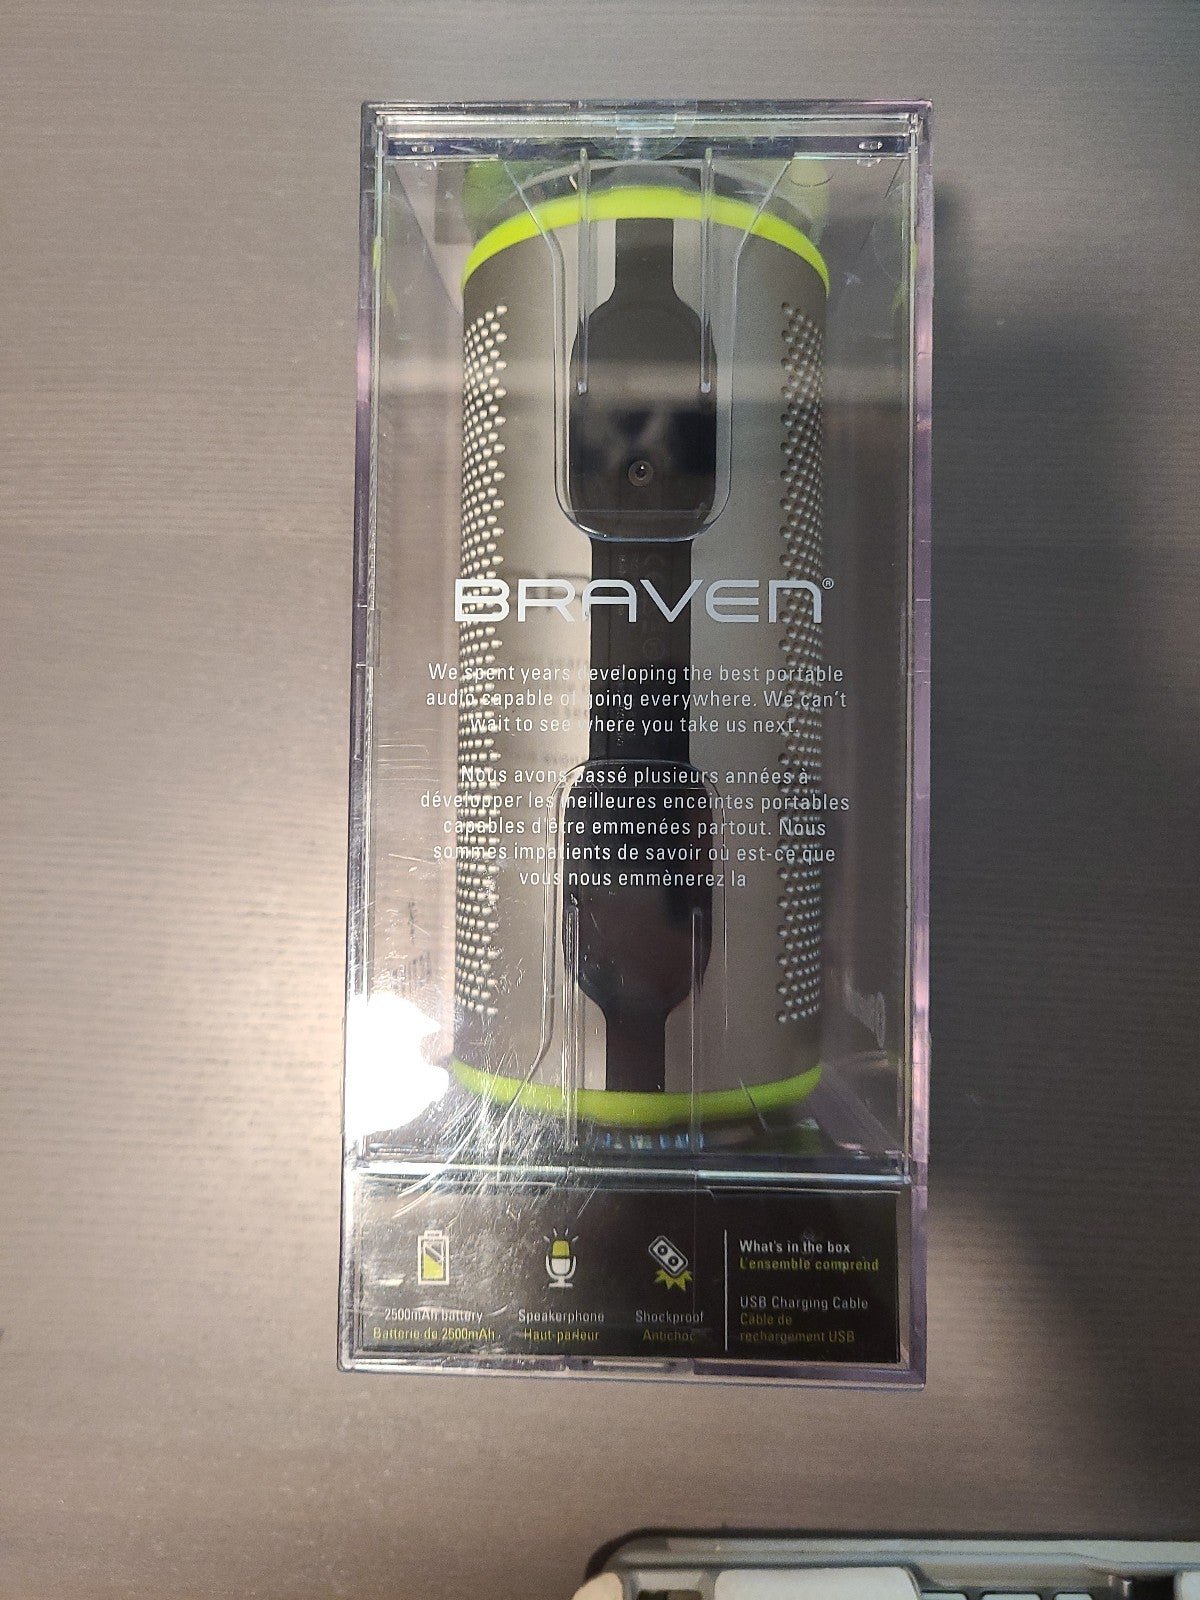 BRAVEN®
We spent years developing the best portable
audio capable of going everywhere. We can't
wait to see where you take us next.
Nous avons passé plusieurs années à
développer les meilleures enceintes portables
capables d'être emmenées partout. Nous
sommes impatients de savoir où est-ce que
vous nous emmènerez la
2500mAh battery
Batterie de 2500mAh
Speakerphone
Haut-parleur
Shockproof
Antichoc
What's in the box
L'ensemble comprend
USB Charging Cable
Câble de
rechargement USB